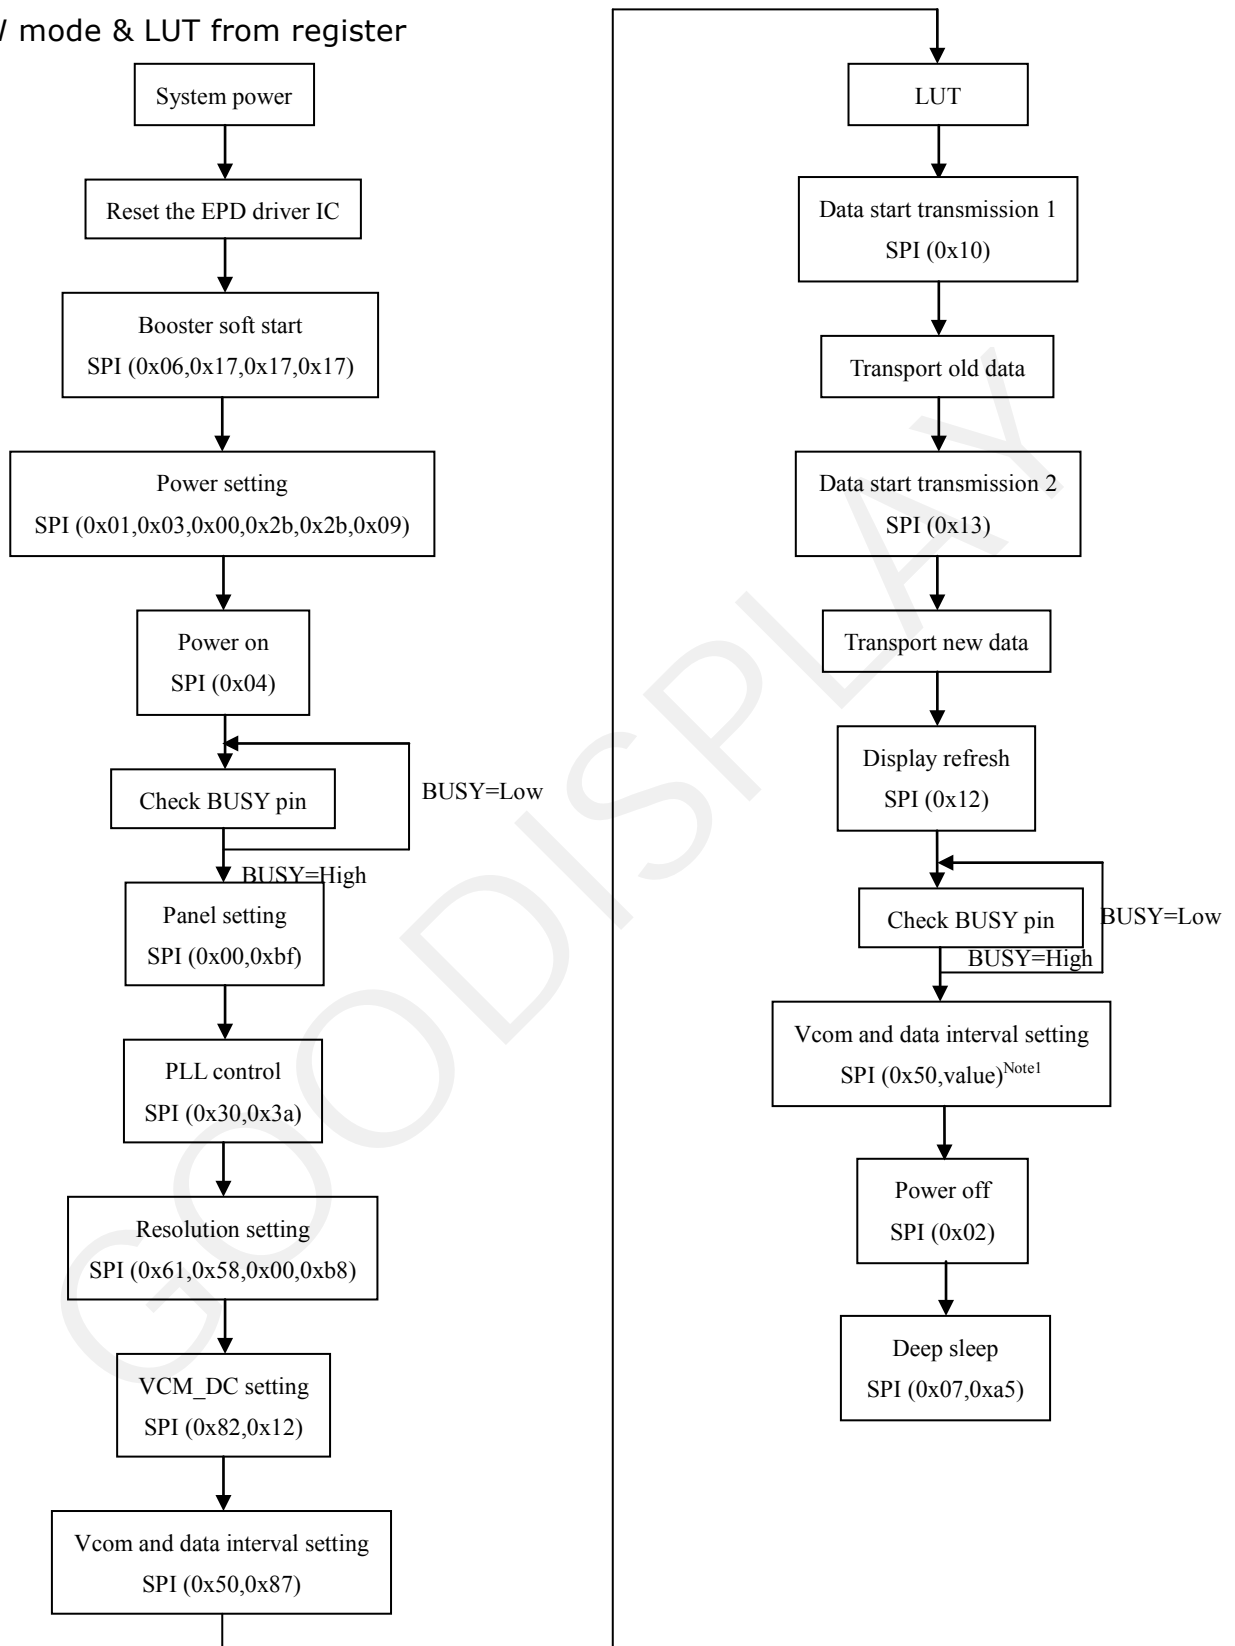 mode & LUT from register
System power
Reset the EPD driver IC
Booster soft start
SPI (0x06,0x17,0x17,0x17)
Power setting
SPI (0x01,0x03,0x00,0x2b,0x2b,0x09)
Power on
SPI (0x04)
Check BUSY pin
BUSY=Low
BUSY=High
Panel setting
SPI (0x00,0xbf)
PLL control
SPI (0x30,0x3a)
Resolution setting
SPI (0x61,0x58,0x00,0xb8)
VCM_DC setting
SPI (0x82,0x12)
Vcom and data interval setting
SPI (0x50,0x87)
LUT
Data start transmission 1
SPI (0x10)
Transport old data
Data start transmission 2
SPI (0x13)
Transport new data
Display refresh
SPI (0x12)
Check BUSY pin
BUSY=Low
BUSY=High
Vcom and data interval setting
SPI (0x50,value)Note1
Power off
SPI (0x02)
Deep sleep
SPI (0x07,0xa5)
GOODISPLAY